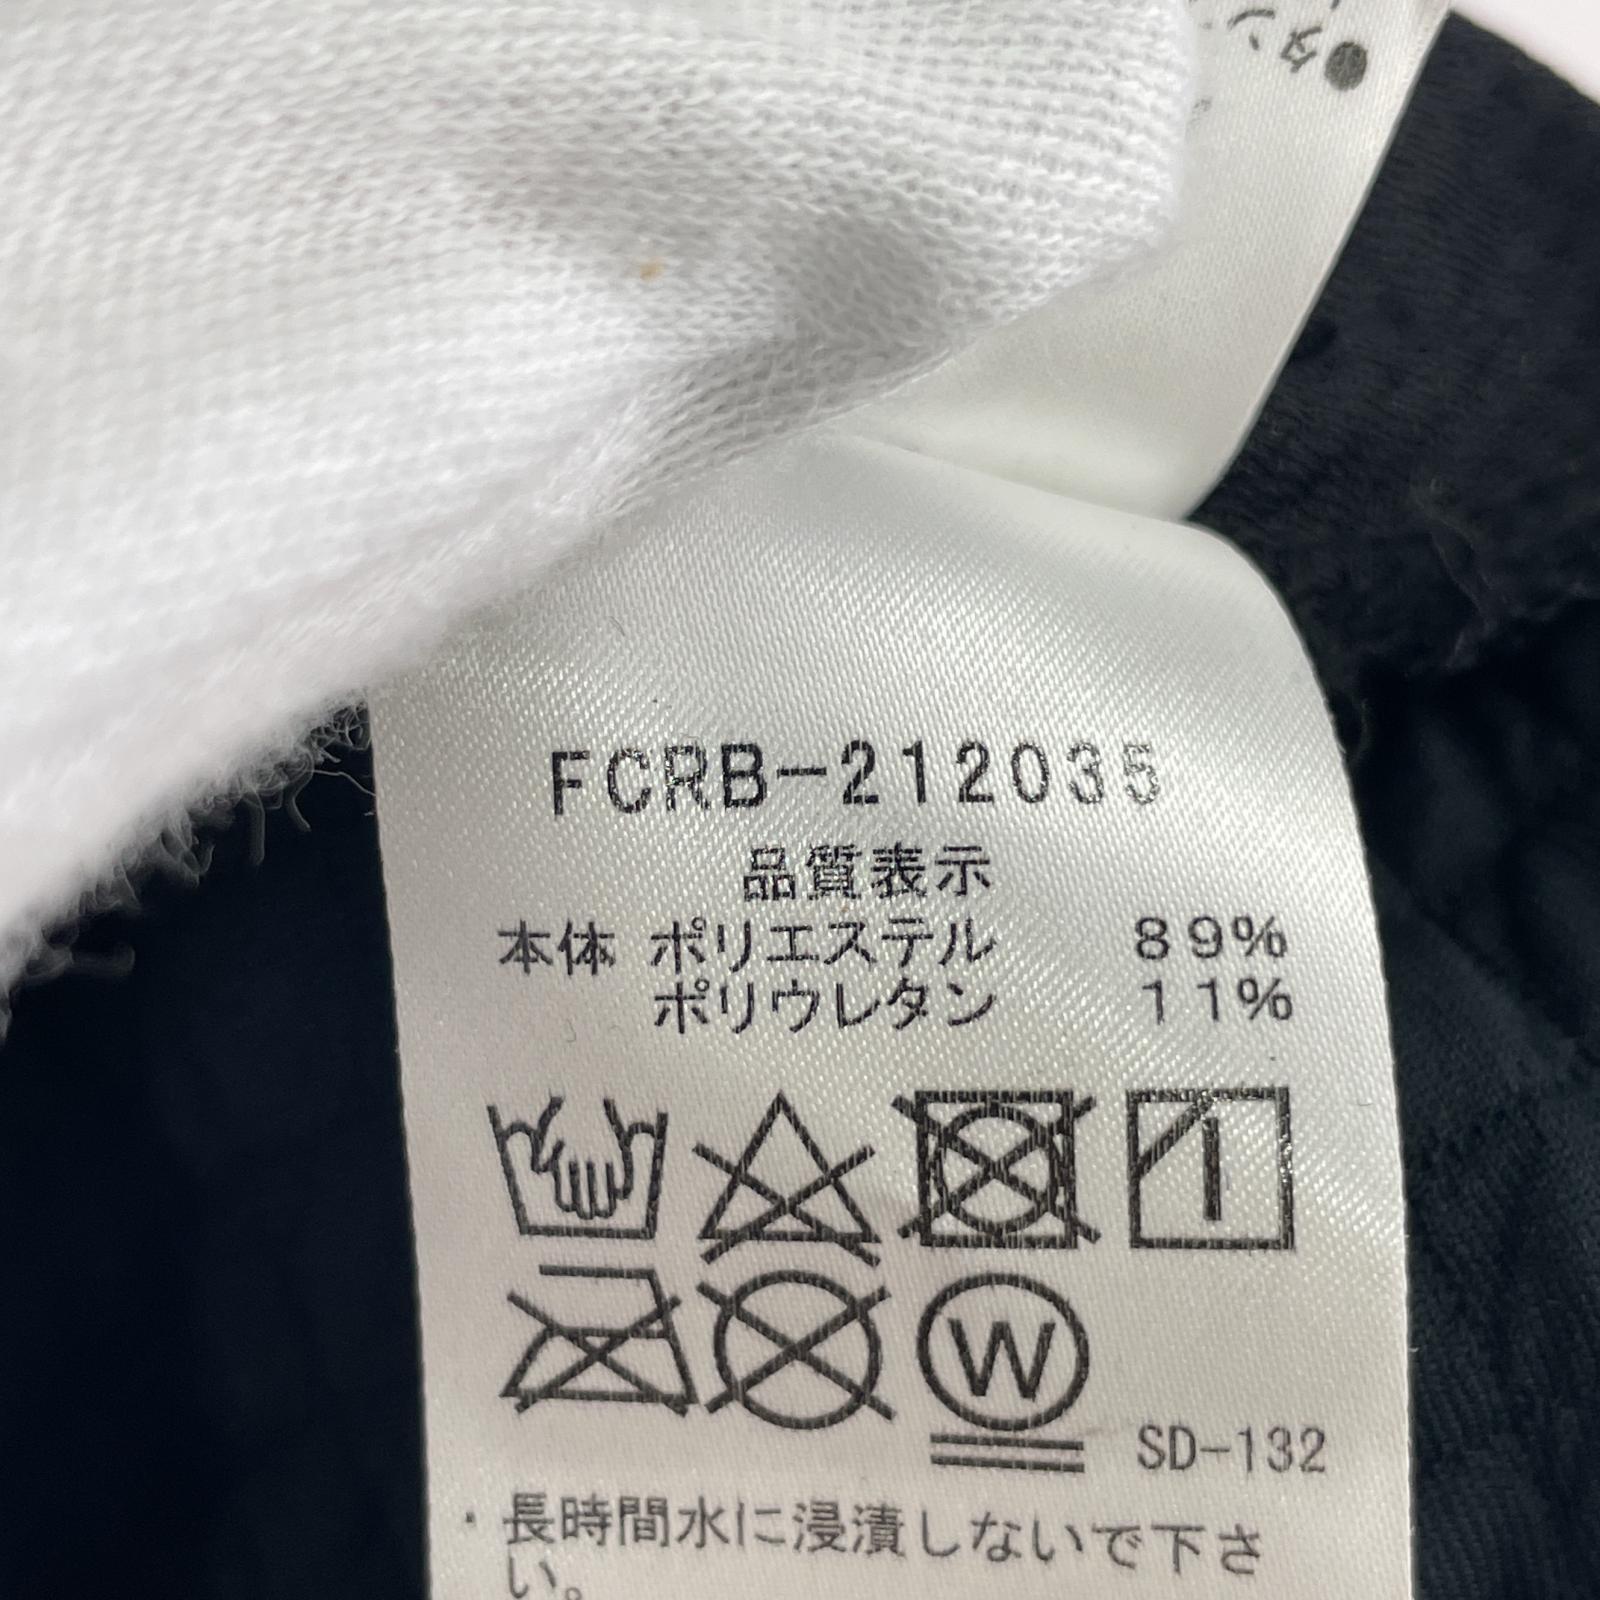 タン
FCRB-212035
品質表示
本体 ポリエステル 89%
ポリウレタン 11%
W
SD-132
・長時間水に浸漬しないで下さ
い。